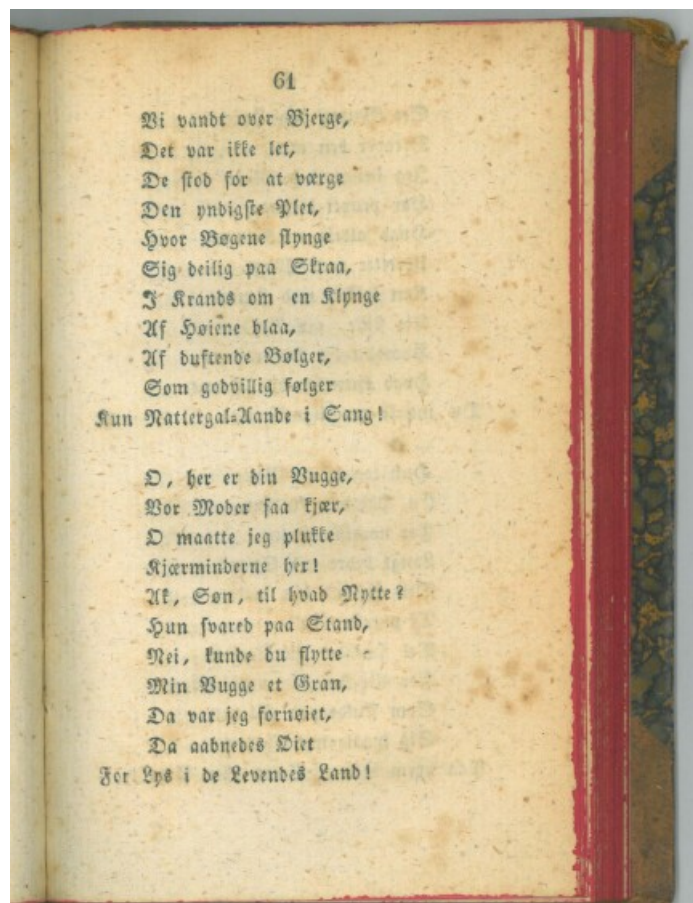 61
Vi vandt over Bjerge,
Det var ikke let,
De stod for at værge
Den yndigste Plet,
Hvor Bøgene slynge
Sig deilig paa Skraa,
I Krands om en Klynge
Af Høiene blaa,
Af duftende Bølger,
Som godvillig følger
Kun Nattergal-Aande i Sang!
O, her er din Vugge,
Vor Moder saa kjær,
O maatte jeg plukke
Kjærminderne her!
Ak, Søn, til hvad Nytte?
Hun svared paa Stand,
Nei, kunde du flytte
Min Vugge et Gran,
Da var jeg fornøiet,
Da aabnedes Øiet
For Lys i de Levendes Land!